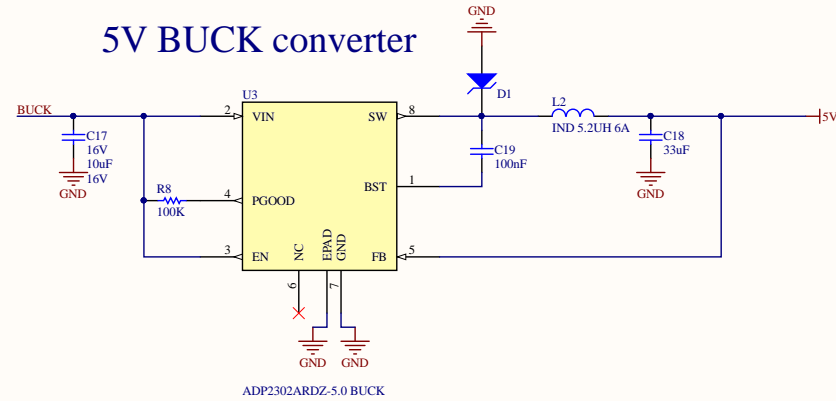 GND
5V BUCK converter
D1
U3
L2
BUCK
2
VIN
SW
8
5V
IND 5.2UH 6A
C17
16V
10uF
16V
GND
C19
100nF
C18
33uF
GND
R8
100K
4
PGOOD
BST
1
3
EN
NC
EPAD
GND
FB
5
6
7
GND
GND
ADP2302ARDZ-5.0 BUCK